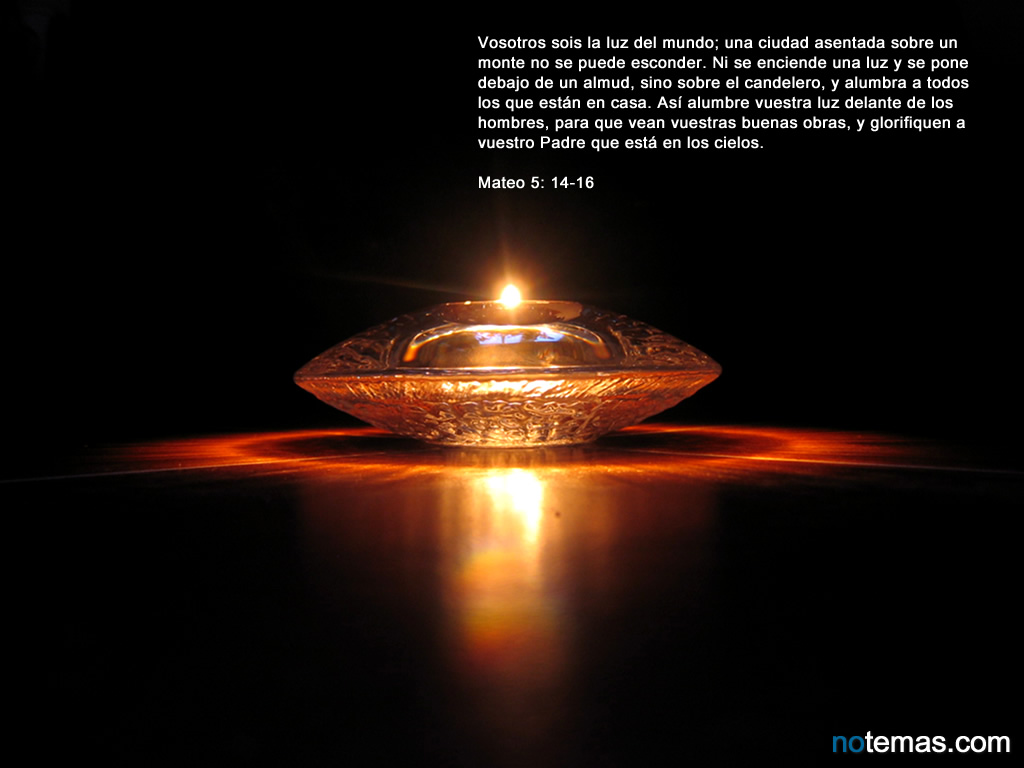 Vosotros sois la luz del mundo; una ciudad asentada sobre un
monte no se puede esconder. Ni se enciende una luz y se pone
debajo de un almud, sino sobre el candelero, y alumbra a todos
los que están en casa. Así alumbre vuestra luz delante de los
hombres, para que vean vuestras buenas obras, y glorifiquen a
vuestro Padre que está en los cielos.
Mateo 5: 14-16
notemas.com